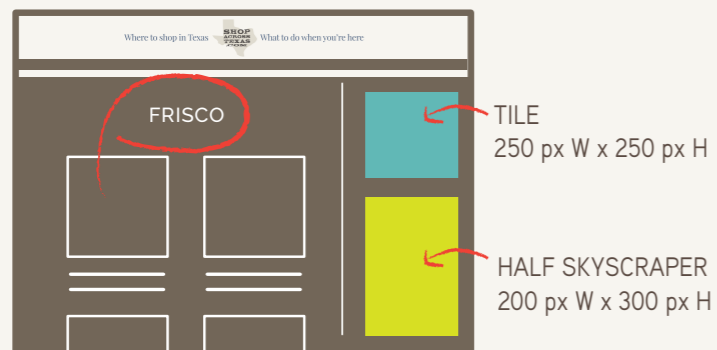 Where to shop in Texas
SHOP
ACROSS
TEXAS
.COM
What to do when you're here
FRISCO
TILE
250 px W x 250 px H
HALF SKYSCRAPER
200 px W x 300 px H